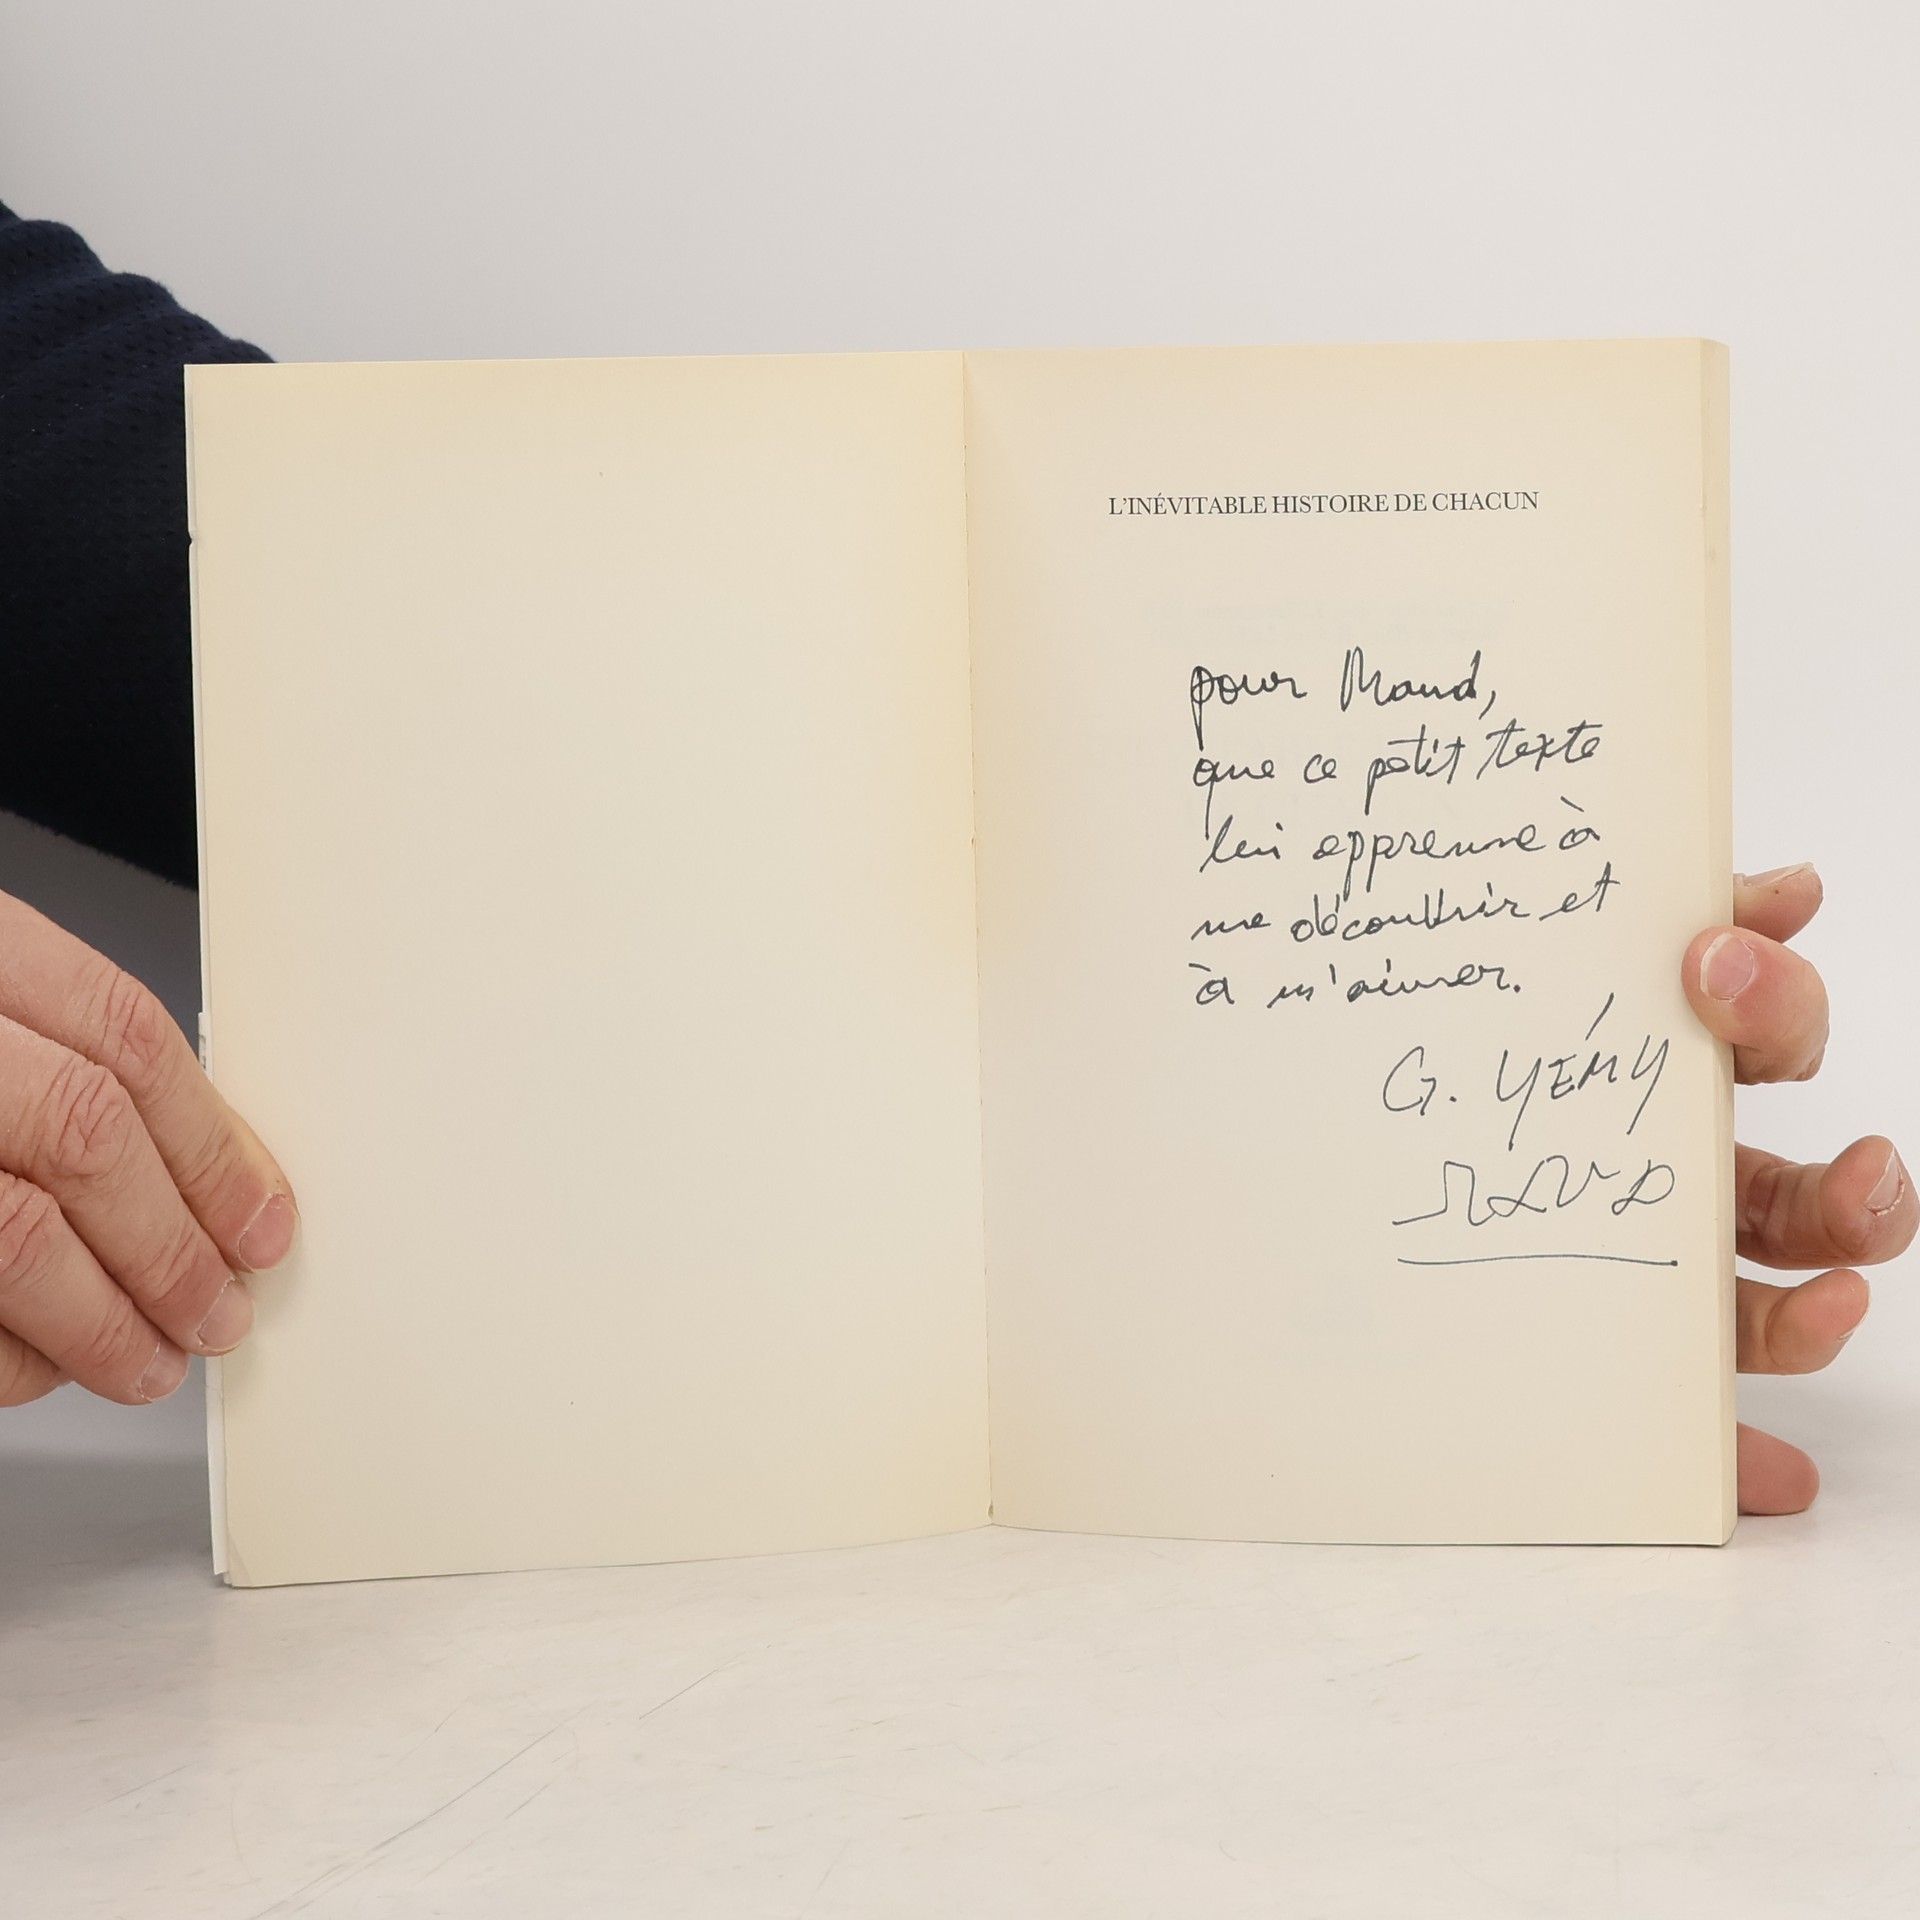 L'INÉVITABLE HISTOIRE DE CHACUN
pour Maud,
que ce petit texte
lui apprenne à
me découvrir et
à m'aimer.
G. YÉMY